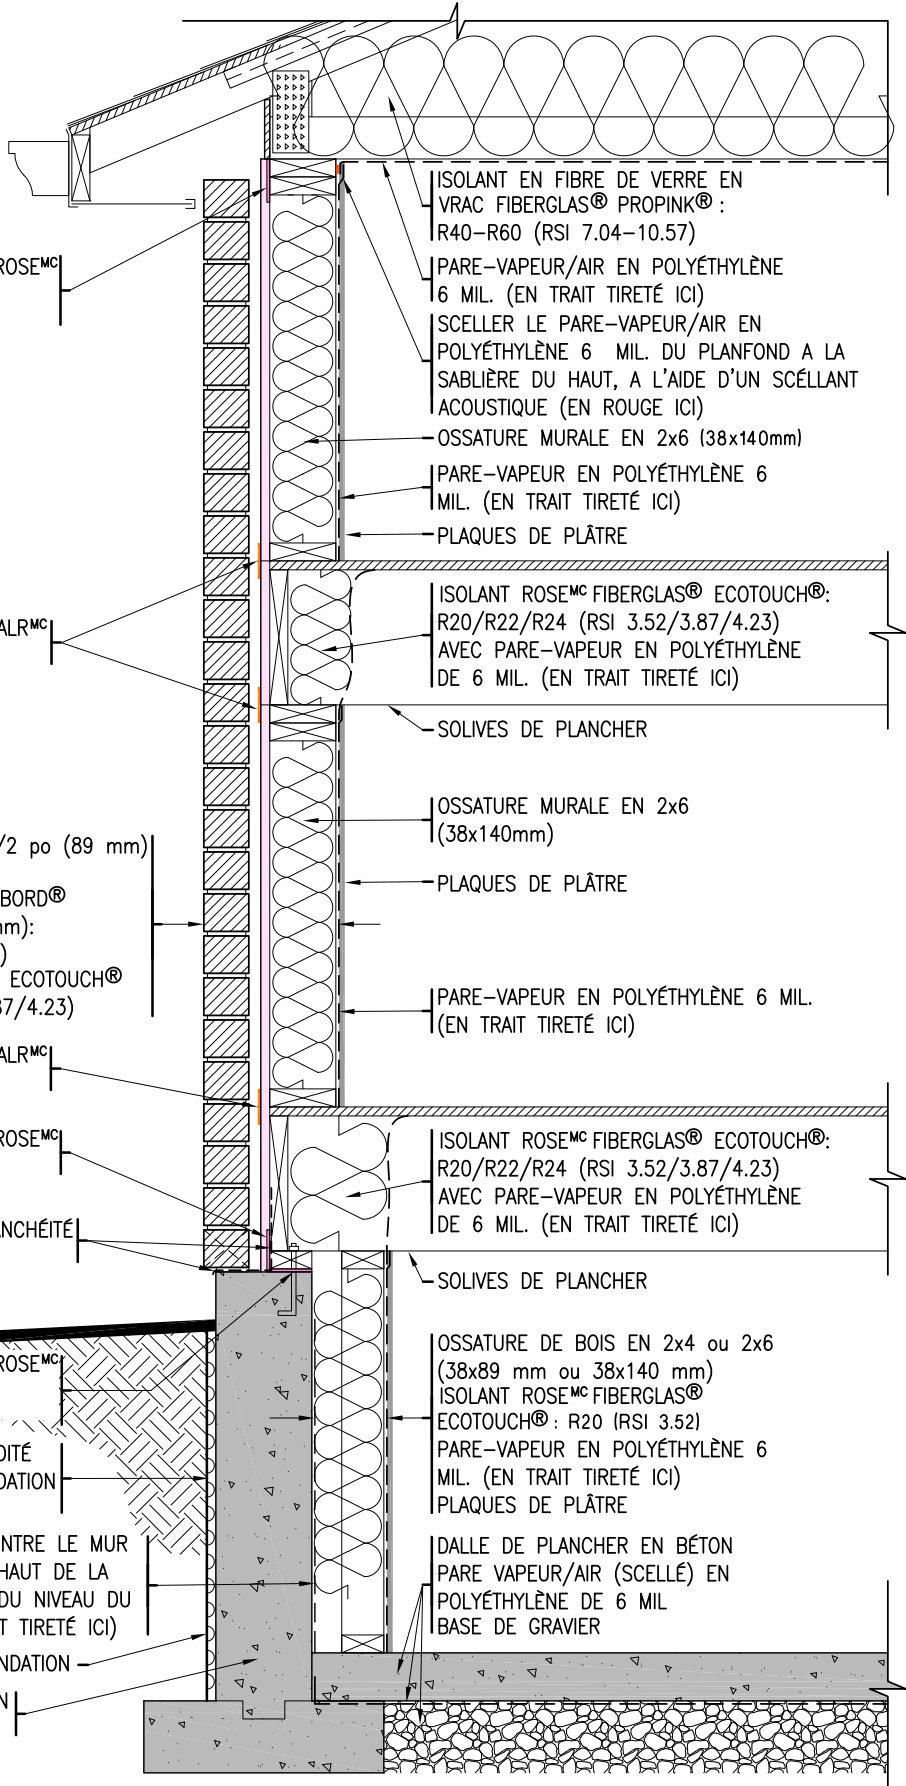 ISOLANT EN FIBRE DE VERRE EN
VRAC FIBERGLAS® PROPINK® :
R40-R60 (RSI 7.04-10.57)
PARE-VAPEUR/AIR EN POLYÉTHYLÈNE
6 MIL. (EN TRAIT TIRETÉ ICI)
SCELLER LE PARE-VAPEUR/AIR EN
POLYÉTHYLÈNE 6 MIL. DU PLANFOND A LA
SABLIÈRE DU HAUT, A L'AIDE D'UN SCÉLLANT
ACOUSTIQUE (EN ROUGE ICI)
OSSATURE MURALE EN 2x6 (38x140mm)
PARE-VAPEUR EN POLYÉTHYLÈNE 6
MIL. (EN TRAIT TIRETÉ ICI)
PLAQUES DE PLÂTRE
ISOLANT ROSEᴹᶜ FIBERGLAS® ECOTOUCH®:
R20/R22/R24 (RSI 3.52/3.87/4.23)
AVEC PARE-VAPEUR EN POLYÉTHYLÈNE
DE 6 MIL. (EN TRAIT TIRETÉ ICI)
SOLIVES DE PLANCHER
OSSATURE MURALE EN 2x6
(38x140mm)
PLAQUES DE PLÂTRE
PARE-VAPEUR EN POLYÉTHYLÈNE 6 MIL.
(EN TRAIT TIRETÉ ICI)
ISOLANT ROSEᴹᶜ FIBERGLAS® ECOTOUCH®:
R20/R22/R24 (RSI 3.52/3.87/4.23)
AVEC PARE-VAPEUR EN POLYÉTHYLÈNE
DE 6 MIL. (EN TRAIT TIRETÉ ICI)
SOLIVES DE PLANCHER
OSSATURE DE BOIS EN 2x4 ou 2x6
(38x89 mm ou 38x140 mm)
ISOLANT ROSEᴹᶜ FIBERGLAS®
ECOTOUCH® : R20 (RSI 3.52)
PARE-VAPEUR EN POLYÉTHYLÈNE 6
MIL. (EN TRAIT TIRETÉ ICI)
PLAQUES DE PLÂTRE
DALLE DE PLANCHER EN BÉTON
PARE VAPEUR/AIR (SCELLÉ) EN
POLYÉTHYLÈNE DE 6 MIL
BASE DE GRAVIER
ROSEᴹᶜ
ALRᴹᶜ
/2 po (89 mm)
BORD®
mm):
)
ECOTOUCH®
87/4.23)
ALRᴹᶜ
ROSEᴹᶜ
ANCHÉITÉ
ROSEᴹᶜ
DITÉ
DATION
NTRE LE MUR
HAUT DE LA
DU NIVEAU DU
T TIRETÉ ICI)
NDATION
N